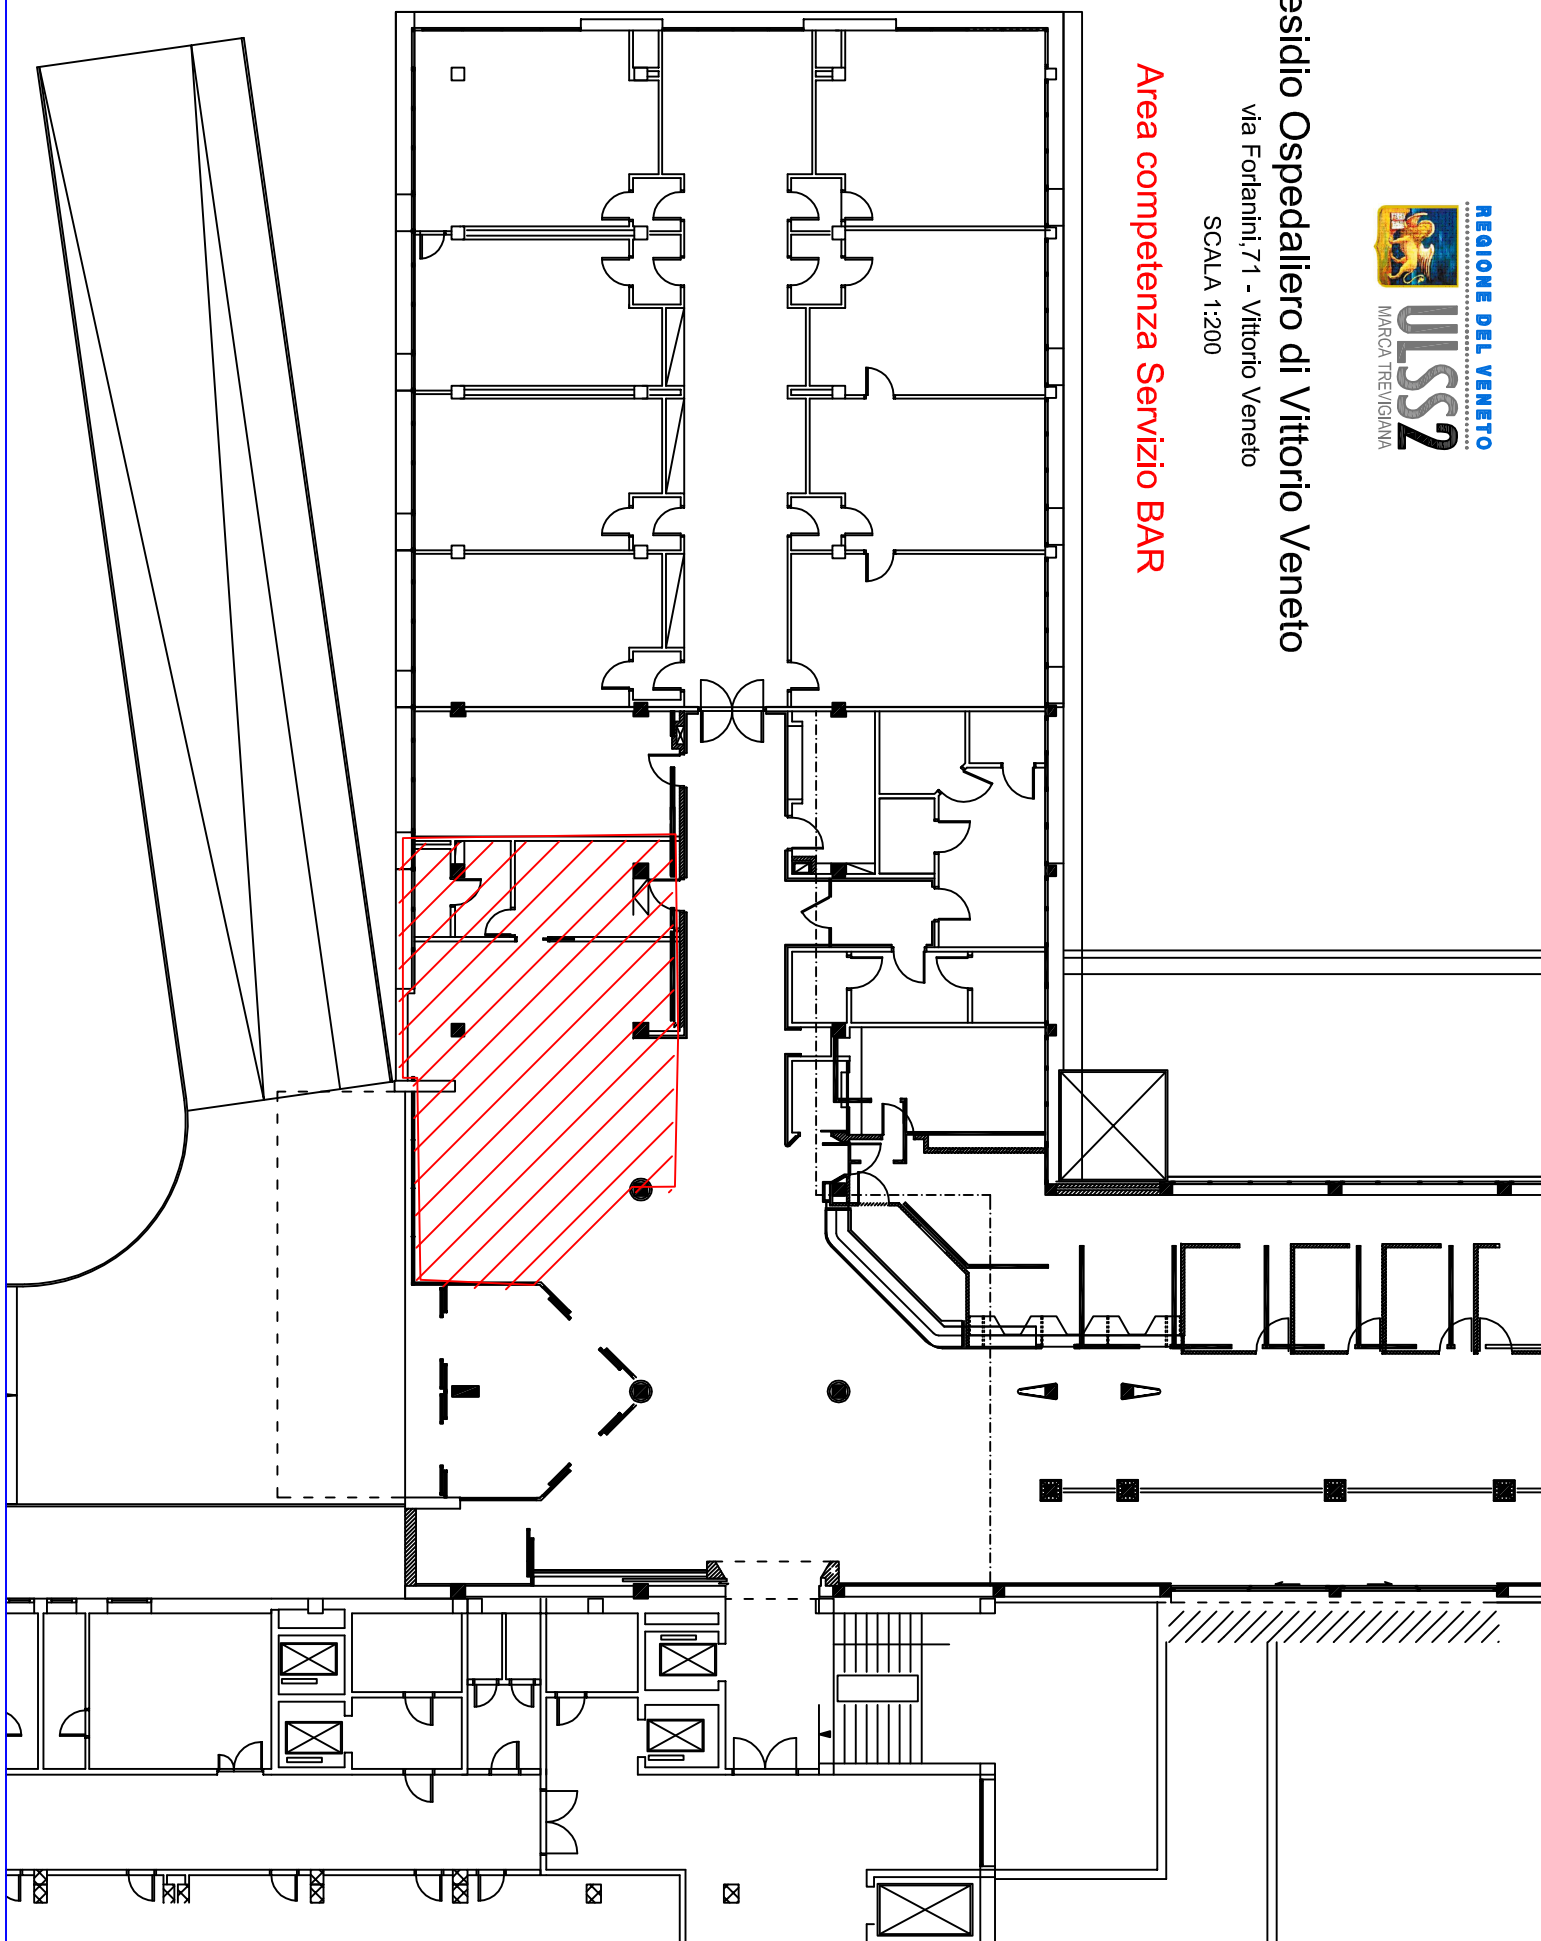 REGIONE DEL VENETO
ULSS2
MARCA TREVIGIANA
esidio Ospedaliero di Vittorio Veneto
via Forlanini,71 - Vittorio Veneto
SCALA 1:200
Area competenza Servizio BAR